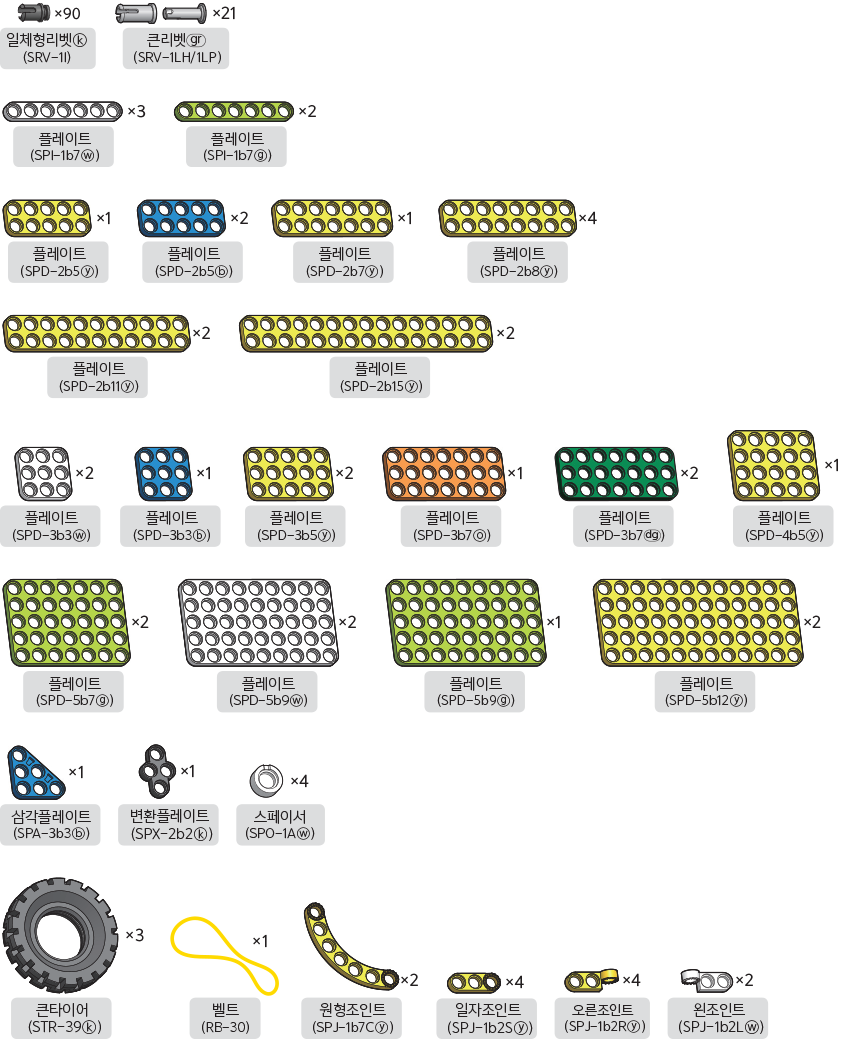 ×90
×21
일체형리벳ⓚ
(SRV-1I)
큰리벳㉾
(SRV-1LH/1LP)
×3
×2
플레이트
(SPI-1b7ⓦ)
플레이트
(SPI-1b7ⓖ)
×1
×2
×1
×4
플레이트
(SPD-2b5ⓨ)
플레이트
(SPD-2b5ⓑ)
플레이트
(SPD-2b7ⓨ)
플레이트
(SPD-2b8ⓨ)
×2
×2
플레이트
(SPD-2b11ⓨ)
플레이트
(SPD-2b15ⓨ)
×2
×1
×2
×1
×2
×1
플레이트
(SPD-3b3ⓦ)
플레이트
(SPD-3b3ⓑ)
플레이트
(SPD-3b5ⓨ)
플레이트
(SPD-3b7ⓞ)
플레이트
(SPD-3b7dg)
플레이트
(SPD-4b5ⓨ)
×2
×2
×1
×2
플레이트
(SPD-5b7ⓖ)
플레이트
(SPD-5b9ⓦ)
플레이트
(SPD-5b9ⓖ)
플레이트
(SPD-5b12ⓨ)
×1
×1
×4
삼각플레이트
(SPA-3b3ⓑ)
변환플레이트
(SPX-2b2ⓚ)
스페이서
(SPO-1Aⓦ)
×3
×1
×2
×4
×4
×2
큰타이어
(STR-39ⓚ)
벨트
(RB-30)
원형조인트
(SPJ-1b7Cⓨ)
일자조인트
(SPJ-1b2Sⓨ)
오른조인트
(SPJ-1b2Rⓨ)
왼조인트
(SPJ-1b2Lⓦ)